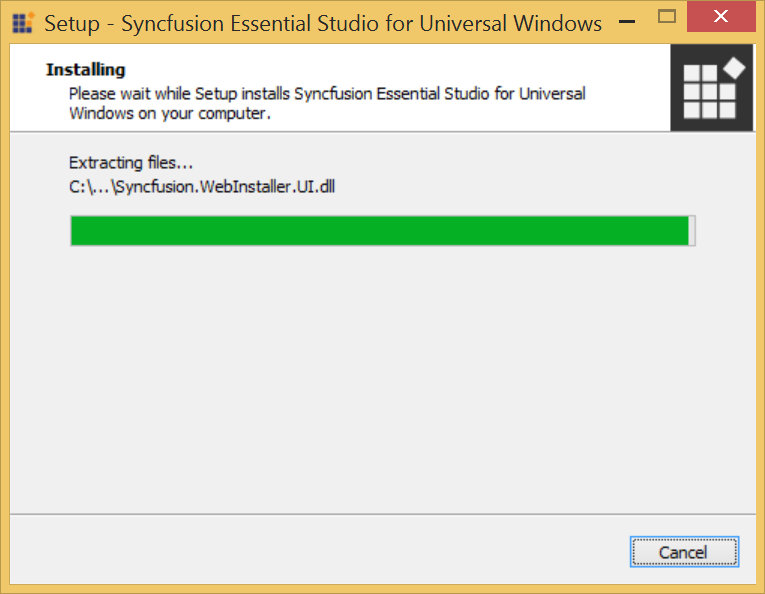 Setup - Syncfusion Essential Studio for Universal Windows
Installing
Please wait while Setup installs Syncfusion Essential Studio for Universal
Windows on your computer.
Extracting files...
C:\...\Syncfusion.WebInstaller.UI.dll
Cancel